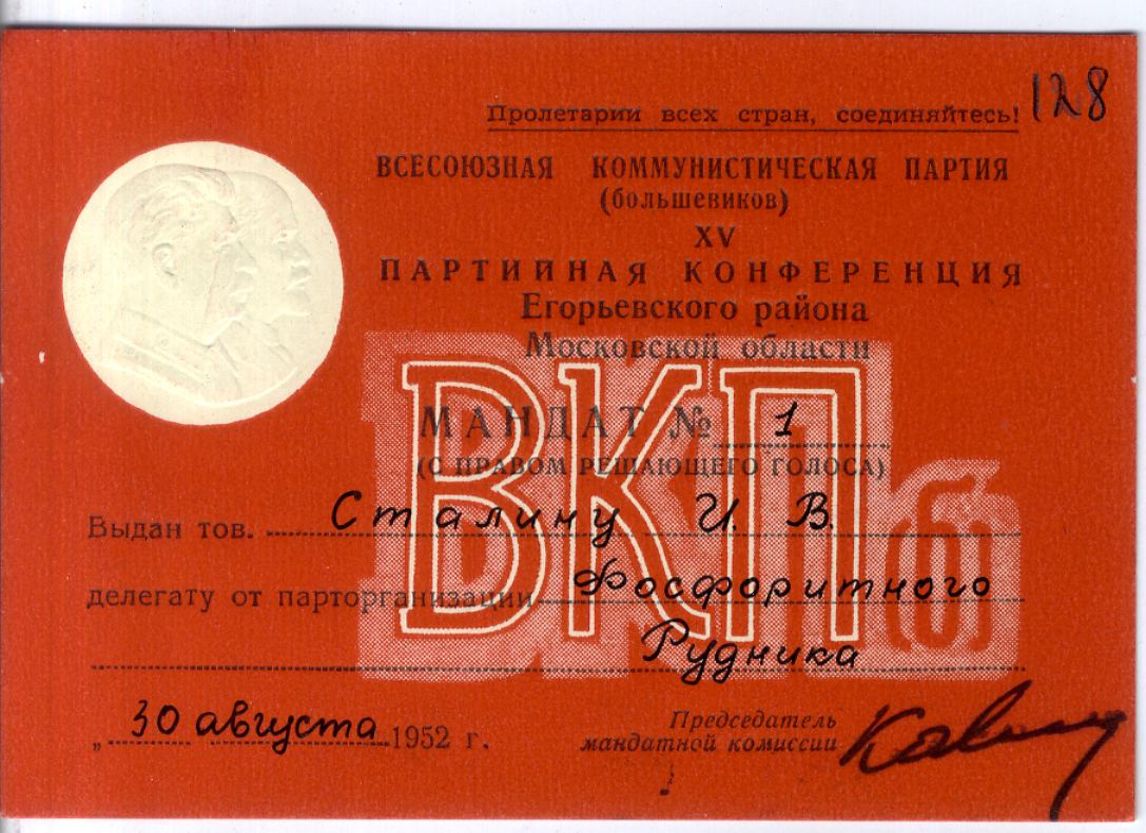 128
Пролетарии всех стран, соединяйтесь!
ВСЕСОЮЗНАЯ КОММУНИСТИЧЕСКАЯ ПАРТИЯ
(большевиков)
XV
ПАРТИЙНАЯ КОНФЕРЕНЦИЯ
Егорьевского района
Московской области
ВКП(б)
МАНДАТ № 1
(С ПРАВОМ РЕШАЮЩЕГО ГОЛОСА)
Выдан тов. Сталину И. В.
делегату от парторганизации Фосфоритного
Рудника
„ 30 августа 1952 г.
Председатель
мандатной комиссии